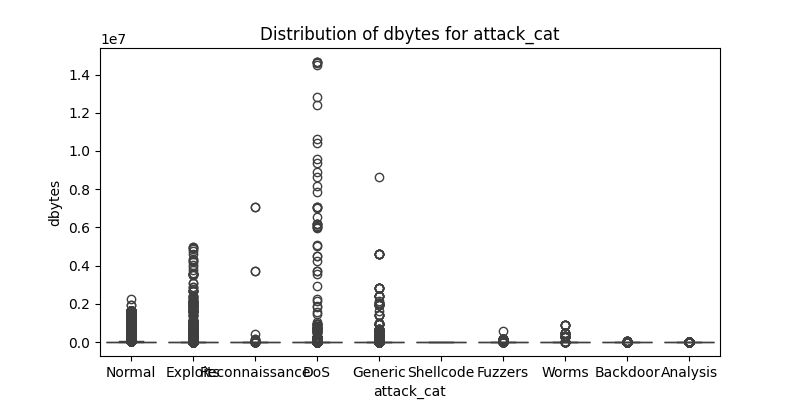 Distribution of dbytes for attack_cat
1e7
1.4
1.2
1.0
0.8
0.6
0.4
0.2
0.0
dbytes
Normal Exploits Reconnaissance DoS Generic Shellcode Fuzzers Worms Backdoor Analysis
attack_cat